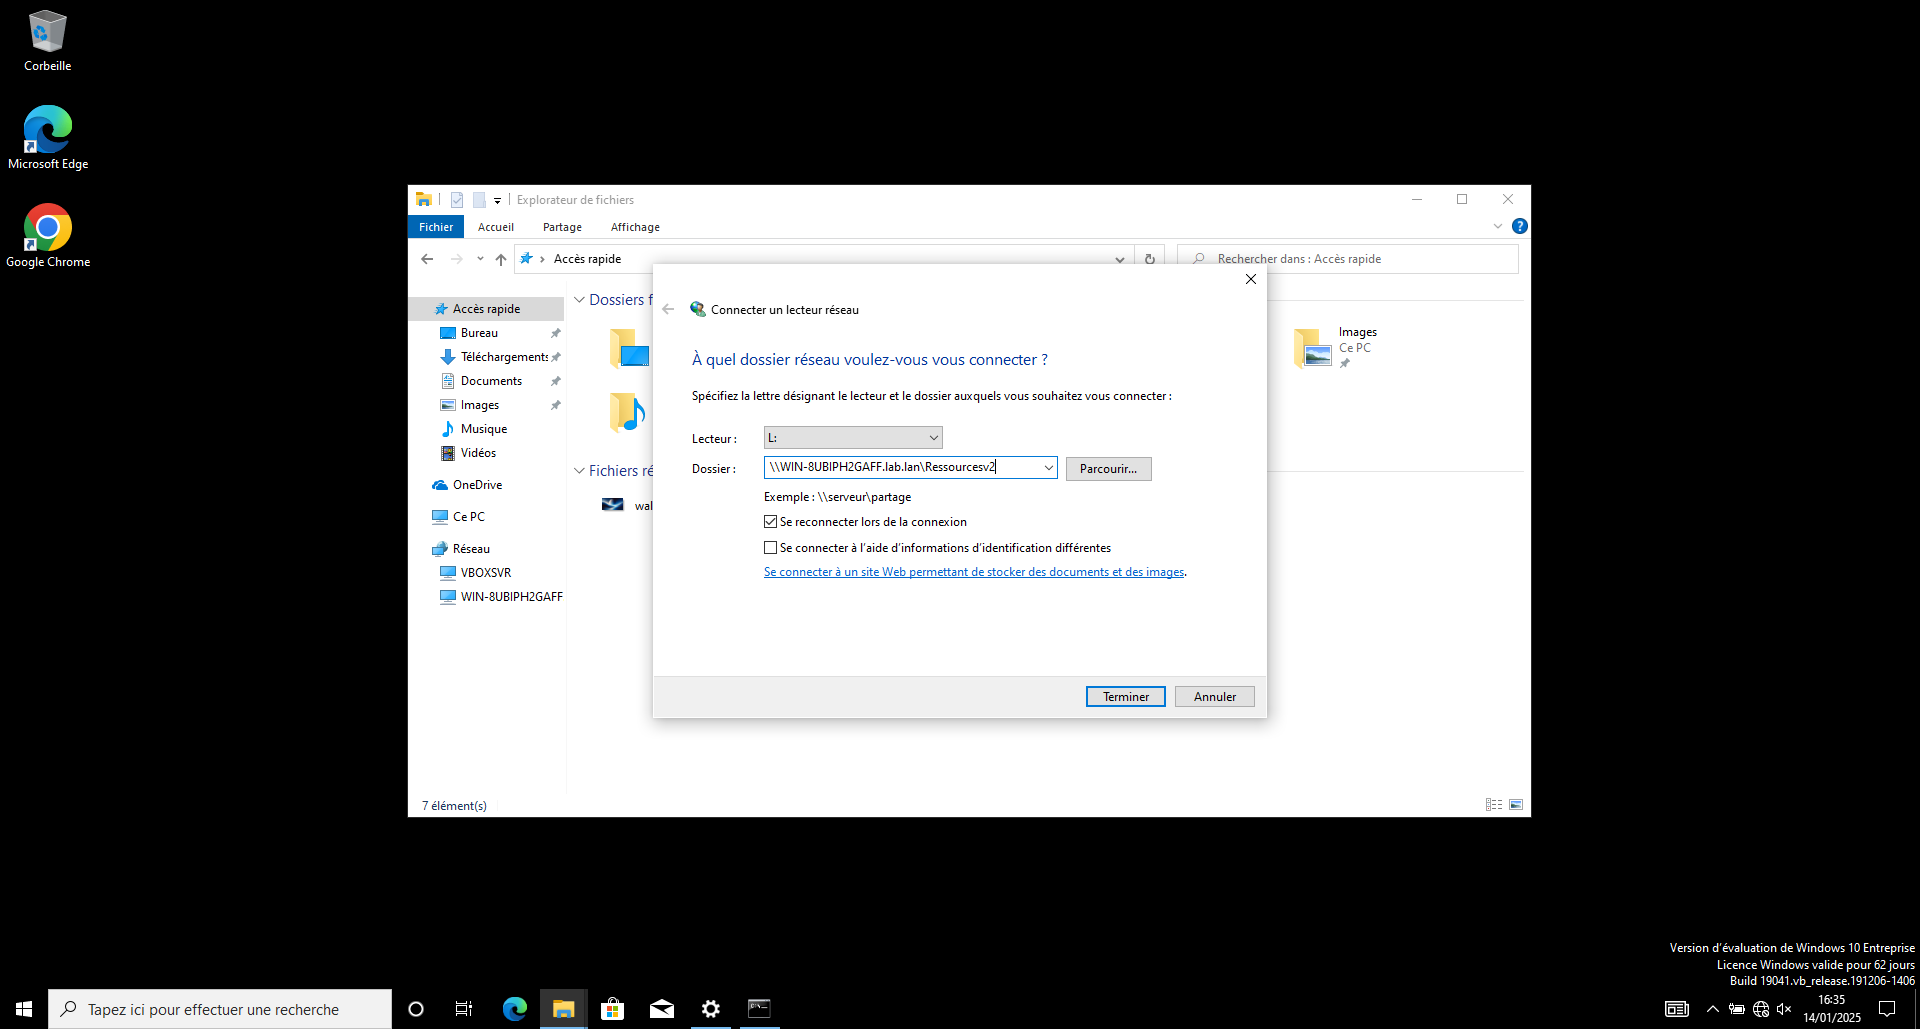 Corbeille
Microsoft Edge
Google Chrome
Explorateur de fichiers
Fichier Accueil Partage Affichage
Accès rapide
Rechercher dans : Accès rapide
Accès rapide
Bureau
Téléchargements
Documents
Images
Musique
Vidéos
OneDrive
Ce PC
Réseau
VBOXSVR
WIN-8UBIPH2GAFF
Dossiers f
Images
Ce PC
Fichiers ré
wal
7 élément(s)
Connecter un lecteur réseau
À quel dossier réseau voulez-vous vous connecter ?
Spécifiez la lettre désignant le lecteur et le dossier auxquels vous souhaitez vous connecter :
Lecteur : L:
Dossier : \\WIN-8UBIPH2GAFF.lab.lan\Ressourcesv2 Parcourir...
Exemple : \\serveur\partage
Se reconnecter lors de la connexion
Se connecter à l'aide d'informations d'identification différentes
Se connecter à un site Web permettant de stocker des documents et des images.
Terminer Annuler
Version d'évaluation de Windows 10 Entreprise
Licence Windows valide pour 62 jours
Build 19041.vb_release.191206-1406
Tapez ici pour effectuer une recherche
16:35
14/01/2025